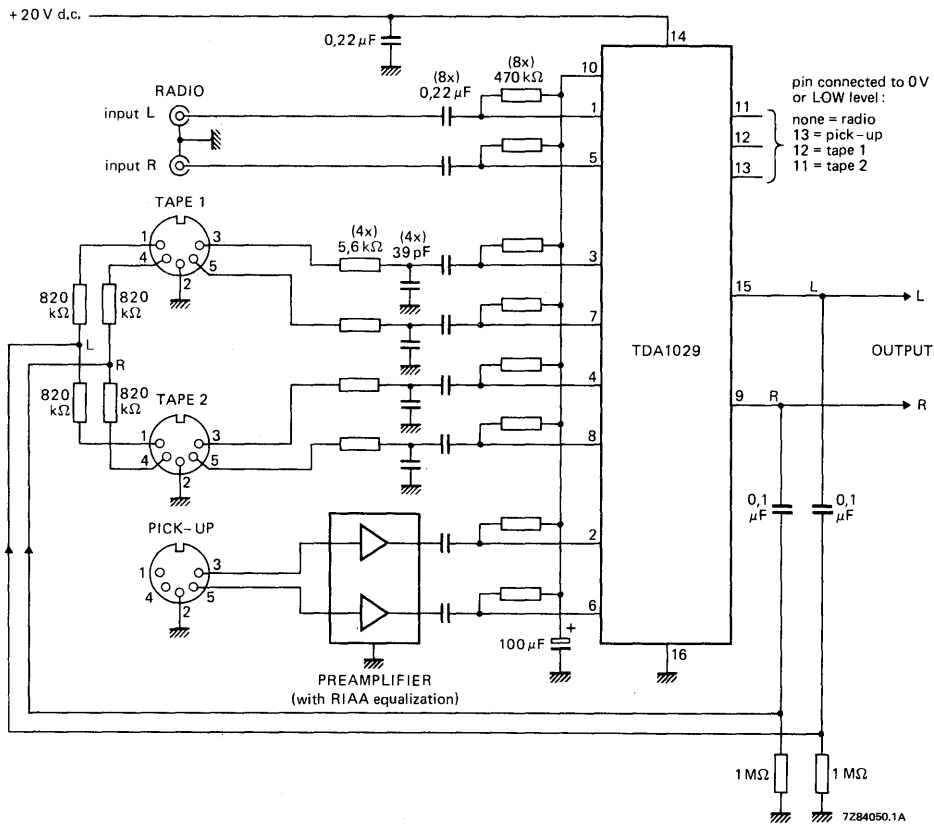 + 20 V d.c.
0,22 µF
14
RADIO
input L
input R
(8x)
0,22 µF
(8x)
470 kΩ
10
1
5
pin connected to 0 V
or LOW level :
none = radio
13 = pick-up
12 = tape 1
11 = tape 2
11
12
13
TAPE 1
1
3
4
5
2
(4x)
5,6 kΩ
(4x)
39 pF
3
7
820
kΩ
820
kΩ
L
R
820
kΩ
820
kΩ
TAPE 2
1
3
4
5
2
4
8
TDA1029
15
L
L
OUTPUT
9
R
R
PICK-UP
1
3
4
5
2
2
6
PREAMPLIFIER
(with RIAA equalization)
100 µF
+
16
0,1
µF
0,1
µF
1 MΩ
1 MΩ
7Z84050.1A